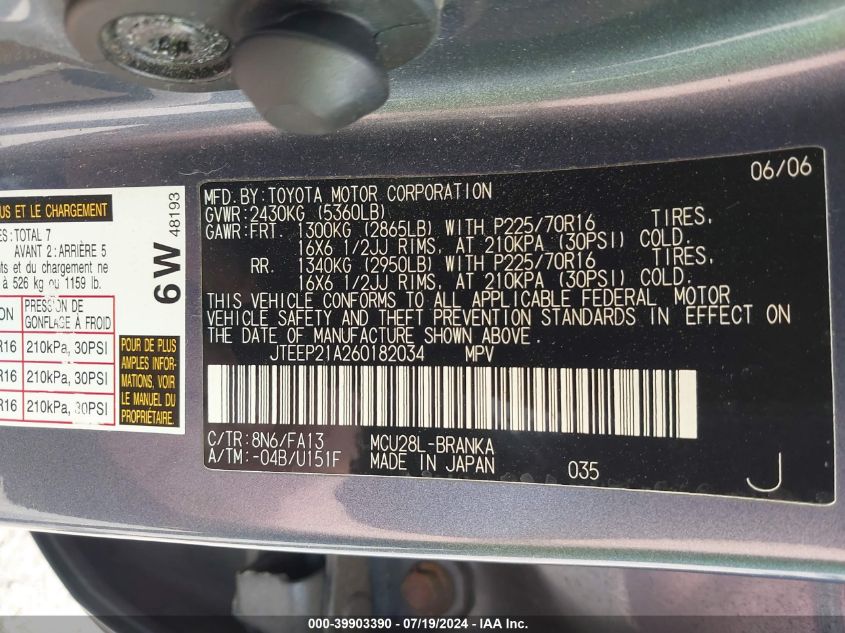 US ET LE CHARGEMENT
ES: TOTAL 7
AVANT 2: ARRIÈRE 5
nts et du chargement ne
à 526 kg ou 1159 lb.
ON PRESSION DE GONFLAGE À FROID
R16 210kPa, 30PSI
R16 210kPa, 30PSI
R16 210kPa, 30PSI
6W 48193
POUR DE PLUS
AMPLES INFOR-
MATIONS, VOIR
LE MANUEL DU
PROPRIÉTAIRE.
06/06
MFD. BY: TOYOTA MOTOR CORPORATION
GVWR: 2430KG (5360LB)
GAWR: FRT. 1300KG (2865LB) WITH P225/70R16 TIRES,
16X6 1/2JJ RIMS, AT 210KPA (30PSI) COLD.
RR. 1340KG (2950LB) WITH P225/70R16 TIRES,
16X6 1/2JJ RIMS, AT 210KPA (30PSI) COLD.
THIS VEHICLE CONFORMS TO ALL APPLICABLE FEDERAL MOTOR
VEHICLE SAFETY AND THEFT PREVENTION STANDARDS IN EFFECT ON
THE DATE OF MANUFACTURE SHOWN ABOVE.
JTEEP21A260182034 MPV
C/TR: 8N6/FA13 MCU28L-BRANKA
A/TM: -04B/U151F MADE IN JAPAN 035 J
000-39903390 - 07/19/2024 - IAA Inc.